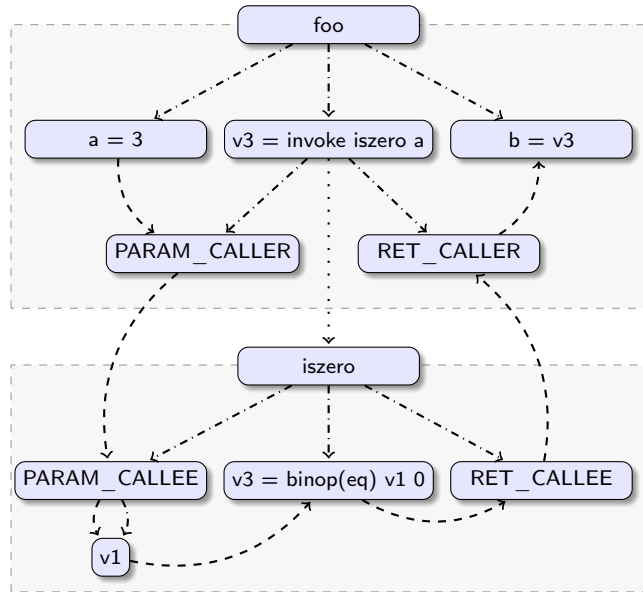 foo
a = 3
v3 = invoke iszero a
b = v3
PARAM_CALLER
RET_CALLER
iszero
PARAM_CALLEE
v3 = binop(eq) v1 0
RET_CALLEE
v1